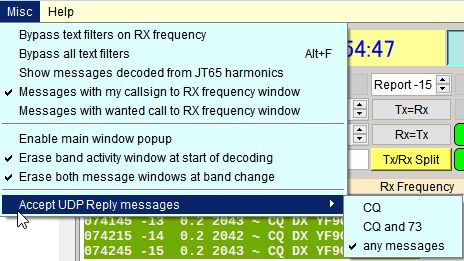 Misc Help
Bypass text filters on RX frequency
Bypass all text filters Alt+F
Show messages decoded from JT65 harmonics
Messages with my callsign to RX frequency window
Messages with wanted call to RX frequency window
Enable main window popup
Erase band activity window at start of decoding
Erase both message windows at band change
Accept UDP Reply messages
CQ
CQ and 73
any messages
54:47
Report -15
Tx=Rx
Rx=Tx
Tx/Rx Split
Rx Frequency
074145 -13 0.2 2043 ~ CQ DX YF9
074215 -14 0.2 2042 ~ CQ DX YF9
074245 -15 0.2 2042 ~ CQ DX YF9